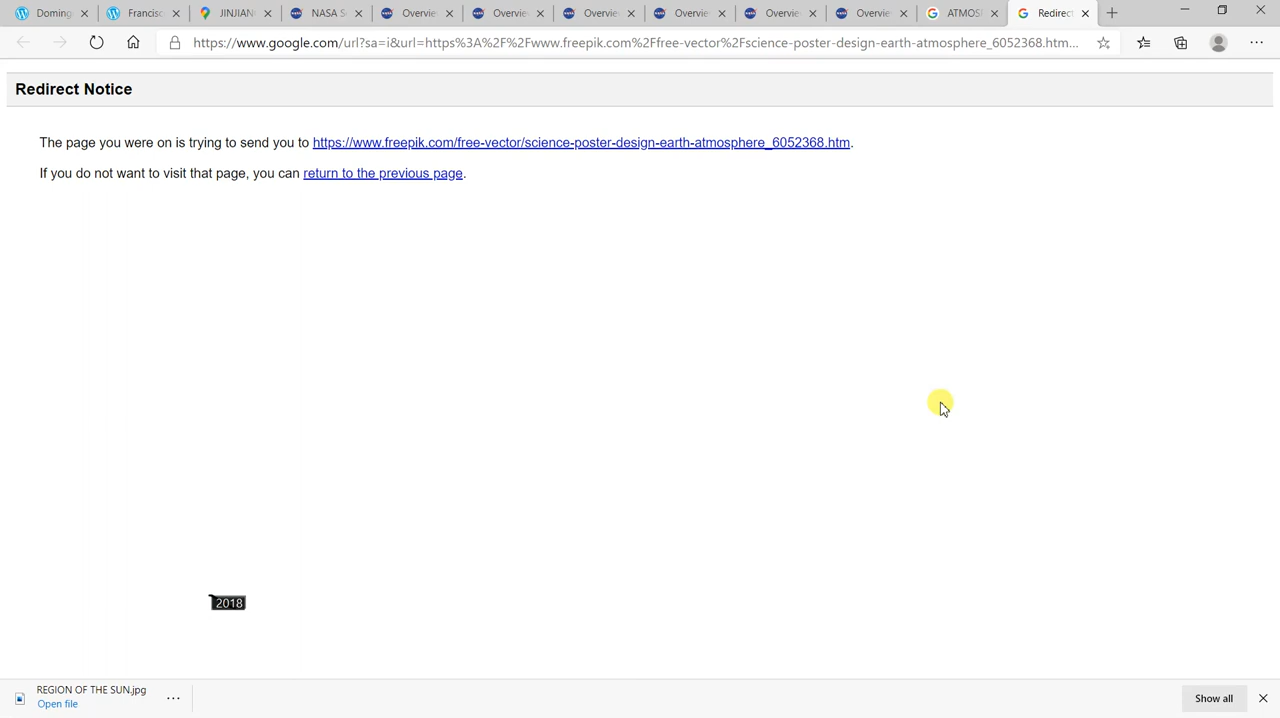 Doming
Francisc
JINJIANG
NASA S
Overvie
Overvie
Overvie
Overvie
Overvie
Overvie
ATMOS
Redirect
https://www.google.com/url?sa=i&url=https%3A%2F%2Fwww.freepik.com%2Ffree-vector%2Fscience-poster-design-earth-atmosphere_6052368.htm...
Redirect Notice
The page you were on is trying to send you to https://www.freepik.com/free-vector/science-poster-design-earth-atmosphere_6052368.htm.
If you do not want to visit that page, you can return to the previous page.
2018
REGION OF THE SUN.jpg
Open file
Show all